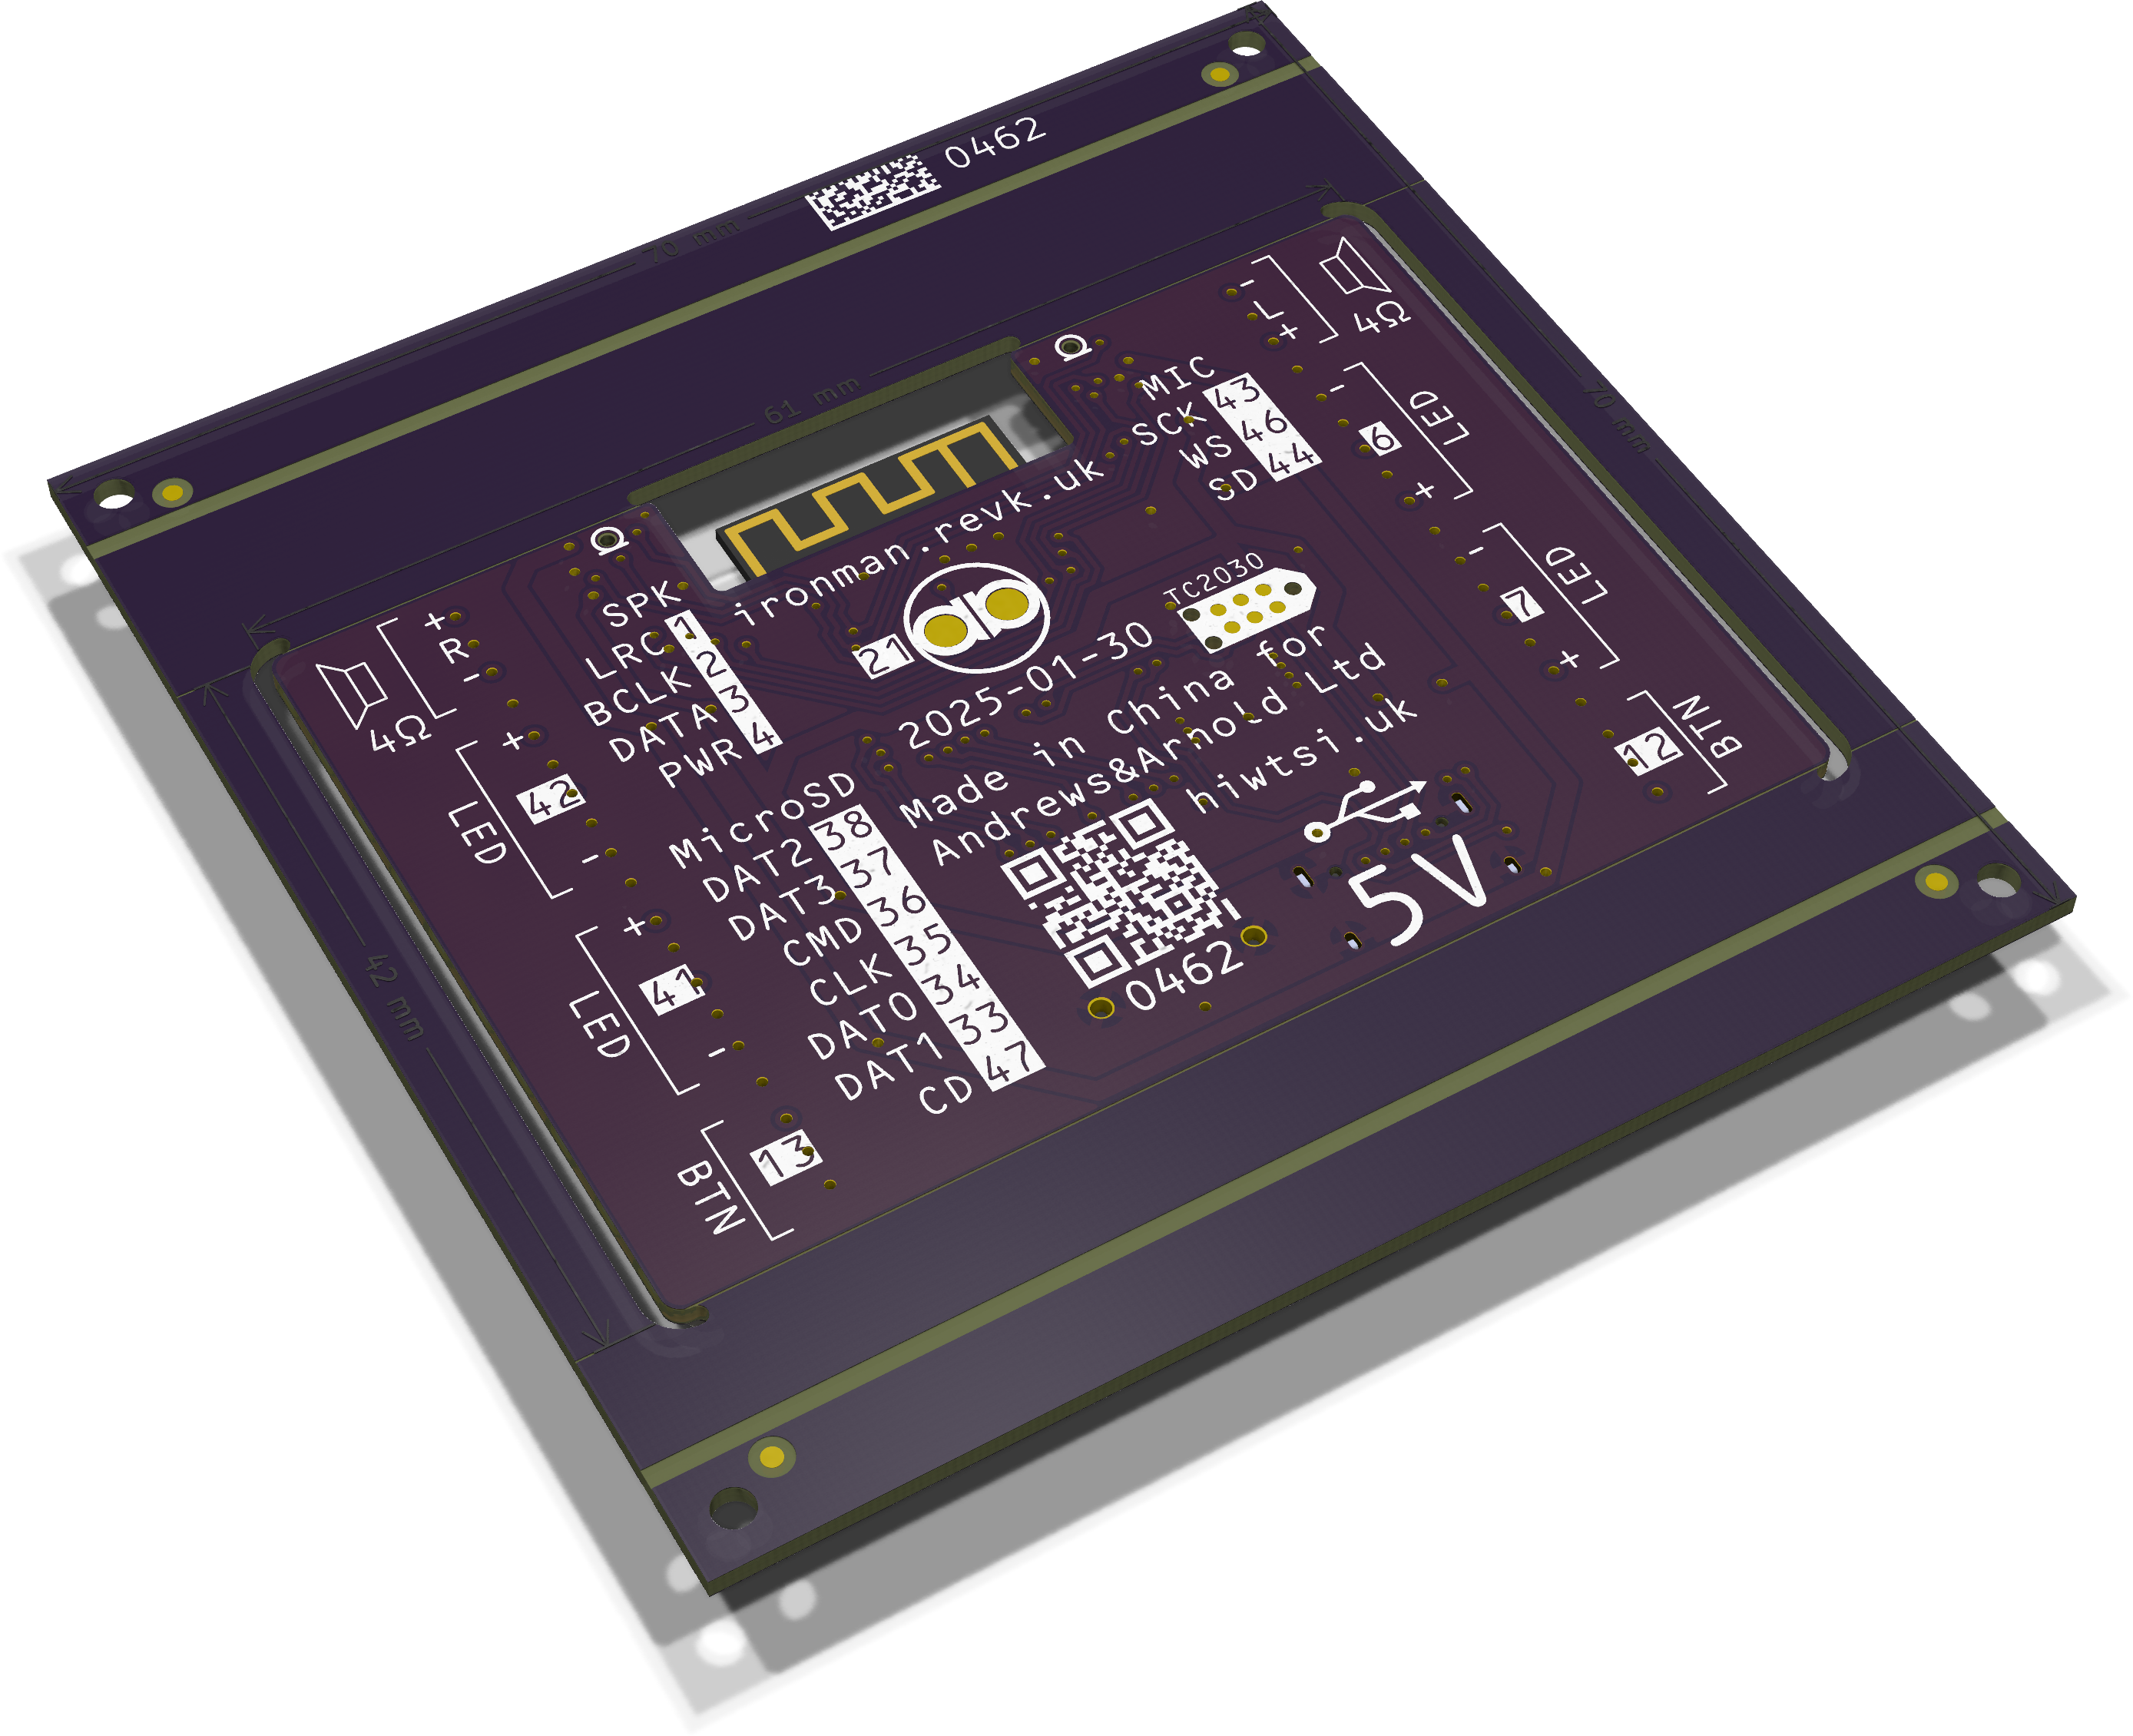 0462
70 mm
61 mm
70 mm
42 mm
- L +
4Ω
MIC
SCK 43
WS 46
SD 44
- 6 +
LED
- 7 +
LED
12
BTN
ironman.revk.uk
21
TC2030
SPK
LRC 1
BCLK 2
DATA 3
PWR 4
+ R -
4Ω
+ 42 -
LED
+ 41 -
LED
13
BTN
2025-01-30
Made in China for
Andrews&Arnold Ltd
hiwtsi.uk
MicroSD
DAT2 38
DAT3 37
CMD 36
CLK 35
DAT0 34
DAT1 33
CD 47
0462
5V